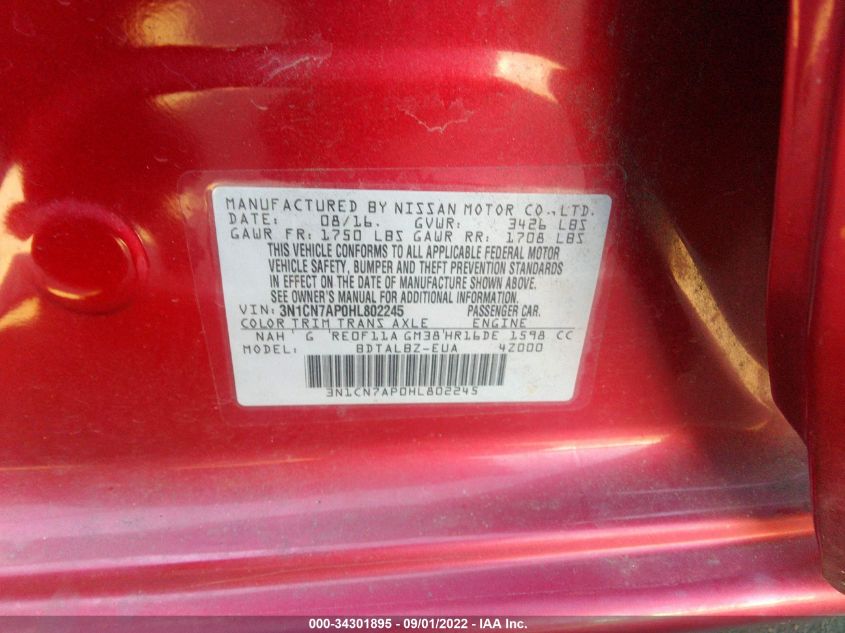 MANUFACTURED BY NISSAN MOTOR CO.,LTD.
DATE: 08/16. GVWR: 3426 LBS
GAWR FR: 1750 LBS GAWR RR: 1708 LBS
THIS VEHICLE CONFORMS TO ALL APPLICABLE FEDERAL MOTOR
VEHICLE SAFETY, BUMPER AND THEFT PREVENTION STANDARDS
IN EFFECT ON THE DATE OF MANUFACTURE SHOWN ABOVE.
SEE OWNER'S MANUAL FOR ADDITIONAL INFORMATION.
VIN: 3N1CN7AP0HL802245 PASSENGER CAR.
COLOR TRIM TRANS AXLE ENGINE
NAH G RE0F11A GM38 HR16DE 1598 CC
MODEL: BDTALBZ-EUA 4Z000
3N1CN7AP0HL802245
000-34301895 - 09/01/2022 - IAA Inc.